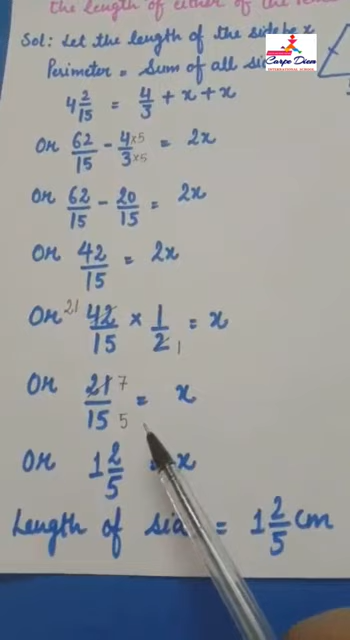 the length of either of the
Sol: Let the length of the side be x
Carpe Diem
INTERNATIONAL SCHOOL
Perimeter = Sum of all
4 2/15 = 4/3 + x + x
Or 62/15 - 4×5/3×5 = 2x
Or 62/15 - 20/15 = 2x
Or 42/15 = 2x
Or 21 42/15 × 1/2 1 = x
Or 21 7/15 5 = x
Or 1 2/5 = x
Length of side = 1 2/5 cm